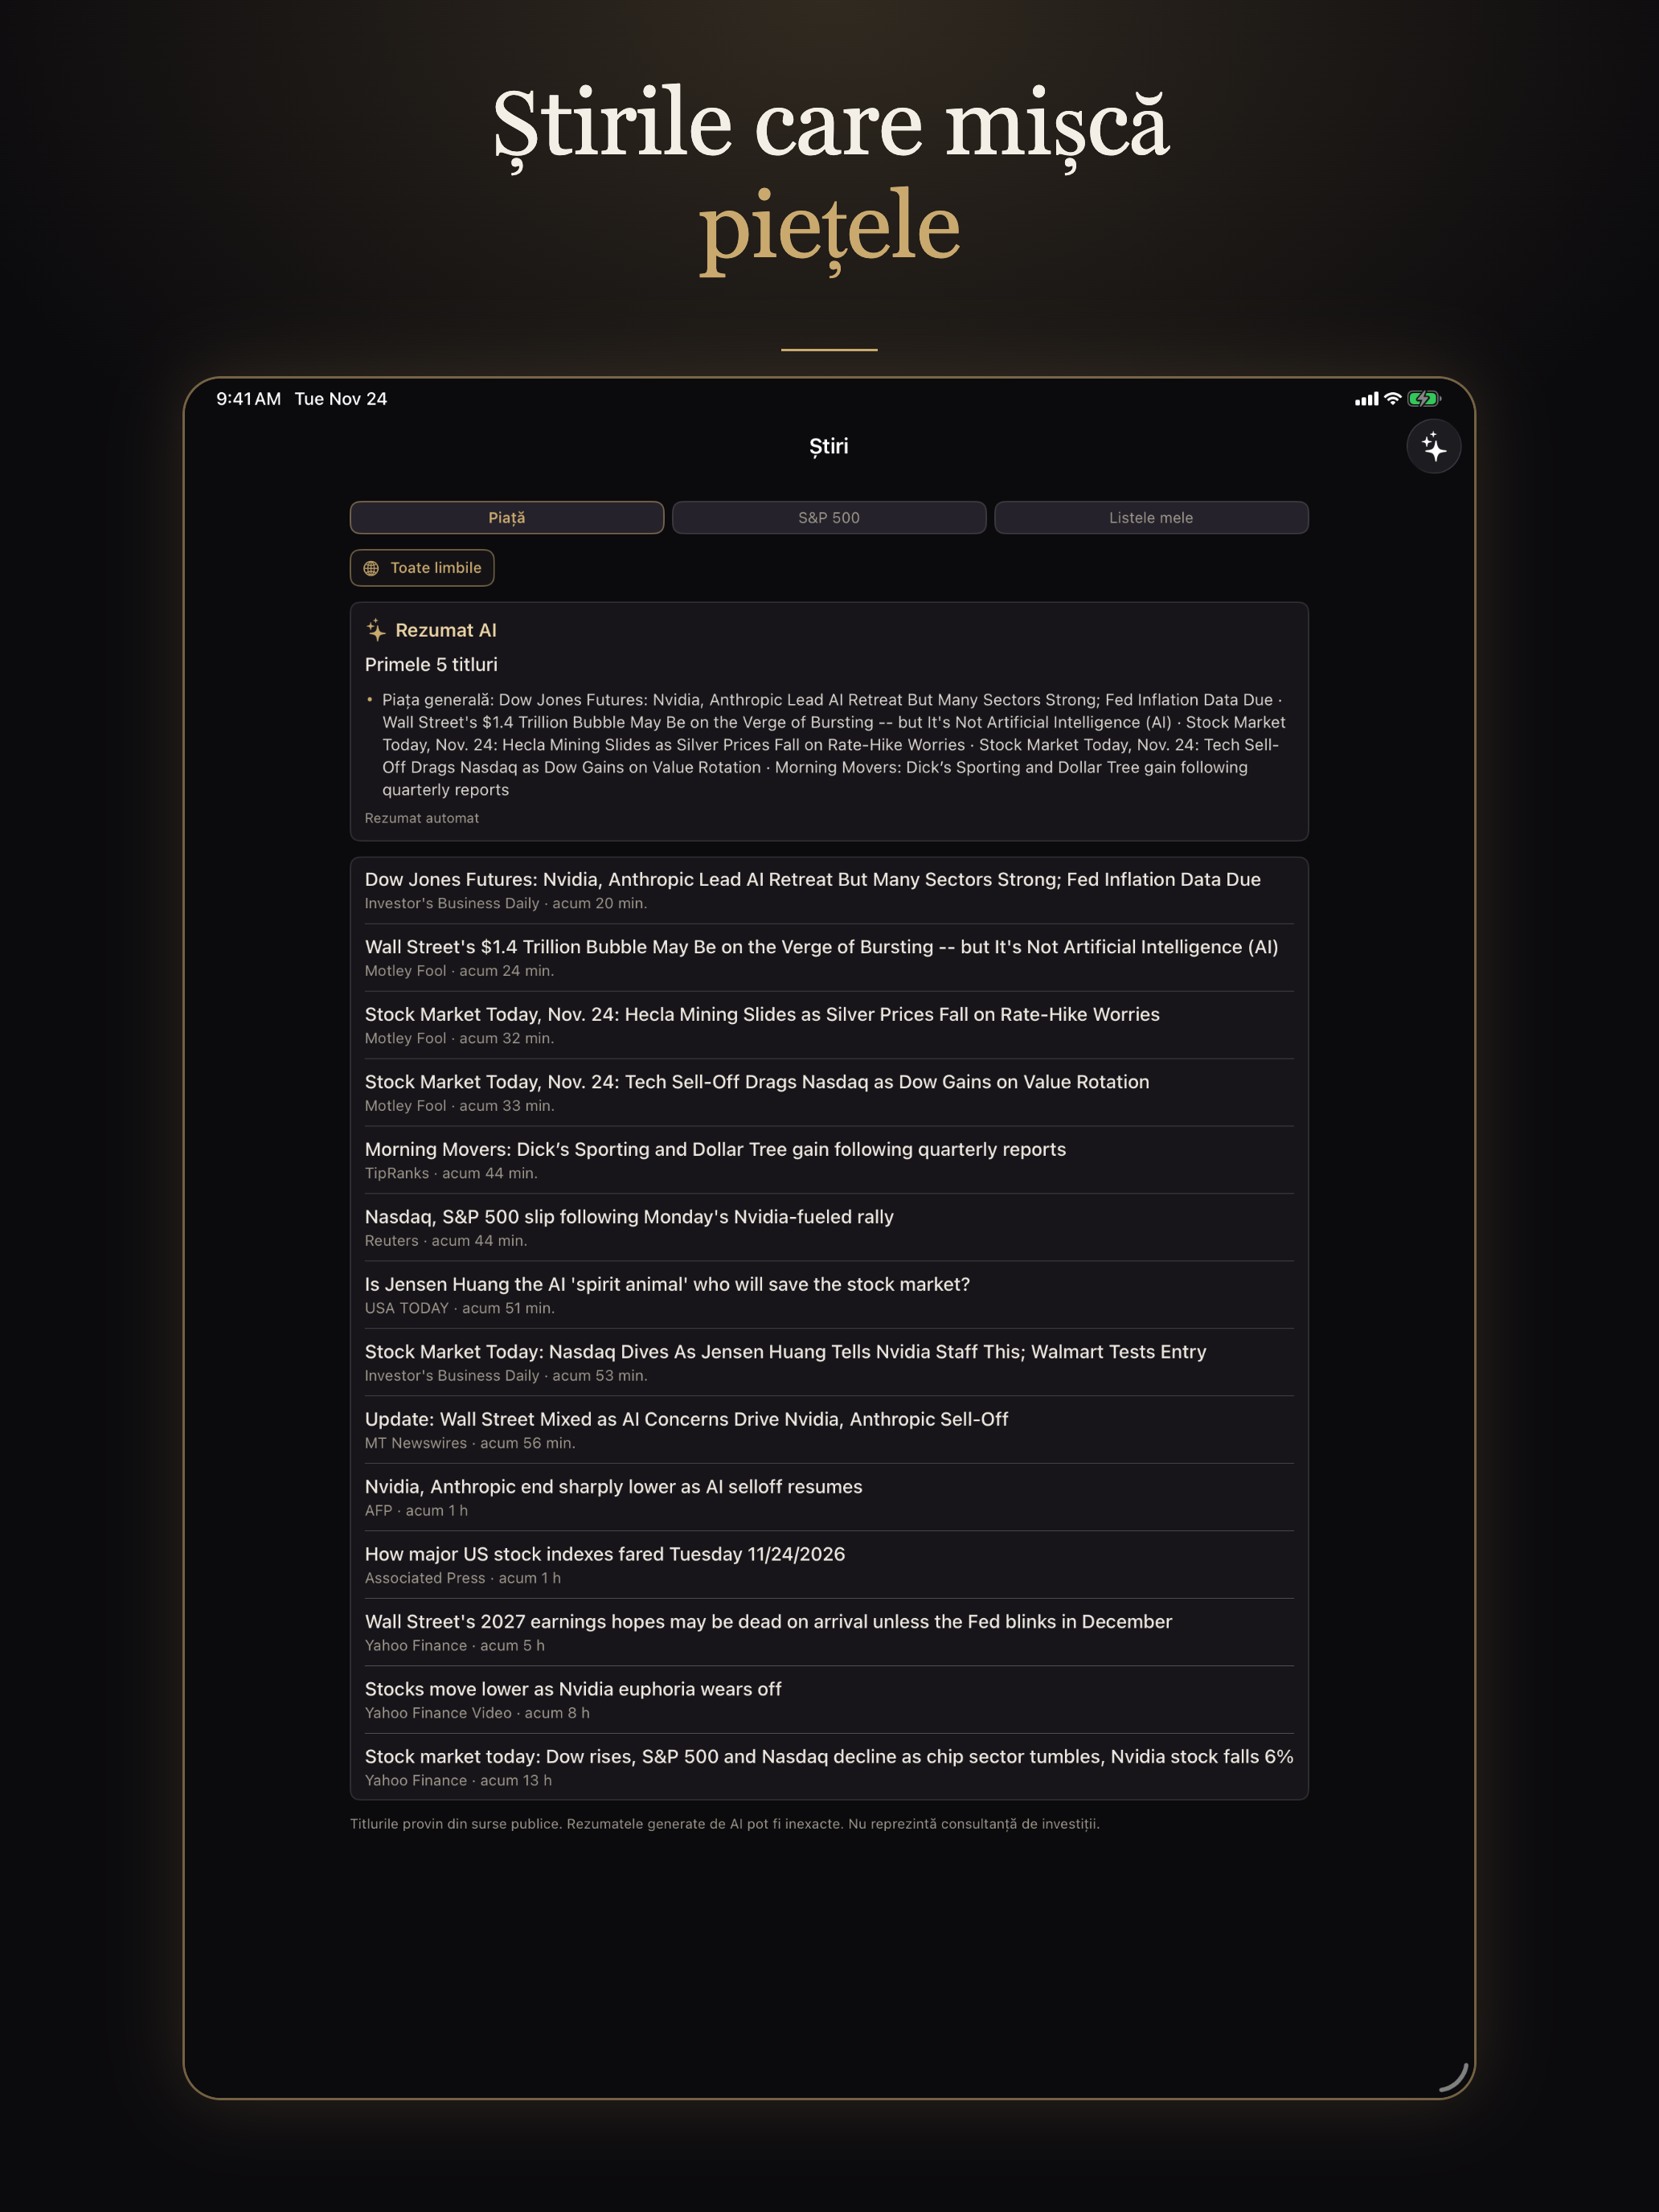 Știrile care mișcă
piețele
9:41 AM Tue Nov 24
Știri
Piață
S&P 500
Listele mele
Toate limbile
Rezumat AI
Primele 5 titluri
• Piața generală: Dow Jones Futures: Nvidia, Anthropic Lead AI Retreat But Many Sectors Strong; Fed Inflation Data Due ·
Wall Street's $1.4 Trillion Bubble May Be on the Verge of Bursting -- but It's Not Artificial Intelligence (AI) · Stock Market
Today, Nov. 24: Hecla Mining Slides as Silver Prices Fall on Rate-Hike Worries · Stock Market Today, Nov. 24: Tech Sell-
Off Drags Nasdaq as Dow Gains on Value Rotation · Morning Movers: Dick’s Sporting and Dollar Tree gain following
quarterly reports
Rezumat automat
Dow Jones Futures: Nvidia, Anthropic Lead AI Retreat But Many Sectors Strong; Fed Inflation Data Due
Investor's Business Daily · acum 20 min.
Wall Street's $1.4 Trillion Bubble May Be on the Verge of Bursting -- but It's Not Artificial Intelligence (AI)
Motley Fool · acum 24 min.
Stock Market Today, Nov. 24: Hecla Mining Slides as Silver Prices Fall on Rate-Hike Worries
Motley Fool · acum 32 min.
Stock Market Today, Nov. 24: Tech Sell-Off Drags Nasdaq as Dow Gains on Value Rotation
Motley Fool · acum 33 min.
Morning Movers: Dick’s Sporting and Dollar Tree gain following quarterly reports
TipRanks · acum 44 min.
Nasdaq, S&P 500 slip following Monday's Nvidia-fueled rally
Reuters · acum 44 min.
Is Jensen Huang the AI 'spirit animal' who will save the stock market?
USA TODAY · acum 51 min.
Stock Market Today: Nasdaq Dives As Jensen Huang Tells Nvidia Staff This; Walmart Tests Entry
Investor's Business Daily · acum 53 min.
Update: Wall Street Mixed as AI Concerns Drive Nvidia, Anthropic Sell-Off
MT Newswires · acum 56 min.
Nvidia, Anthropic end sharply lower as AI selloff resumes
AFP · acum 1 h
How major US stock indexes fared Tuesday 11/24/2026
Associated Press · acum 1 h
Wall Street's 2027 earnings hopes may be dead on arrival unless the Fed blinks in December
Yahoo Finance · acum 5 h
Stocks move lower as Nvidia euphoria wears off
Yahoo Finance Video · acum 8 h
Stock market today: Dow rises, S&P 500 and Nasdaq decline as chip sector tumbles, Nvidia stock falls 6%
Yahoo Finance · acum 13 h
Titlurile provin din surse publice. Rezumatele generate de AI pot fi inexacte. Nu reprezintă consultanță de investiții.